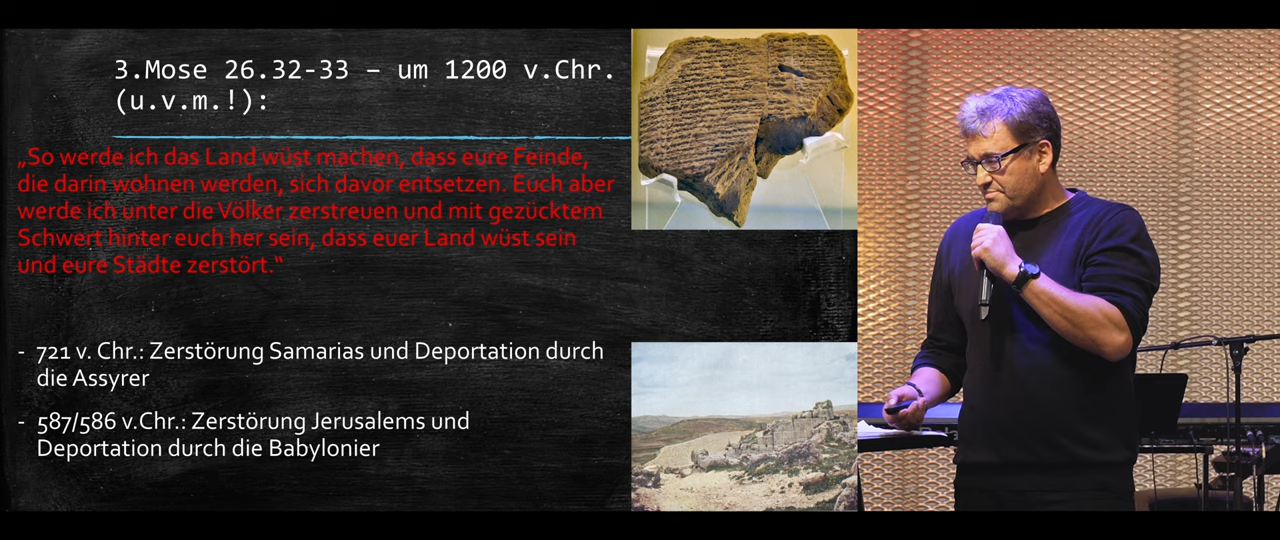 3.Mose 26.32-33 – um 1200 v.Chr.
(u.v.m.!):
„So werde ich das Land wüst machen, dass eure Feinde,
die darin wohnen werden, sich davor entsetzen. Euch aber
werde ich unter die Völker zerstreuen und mit gezücktem
Schwert hinter euch her sein, dass euer Land wüst sein
und eure Städte zerstört.“
- 721 v. Chr.: Zerstörung Samarias und Deportation durch
die Assyrer
- 587/586 v.Chr.: Zerstörung Jerusalems und
Deportation durch die Babylonier